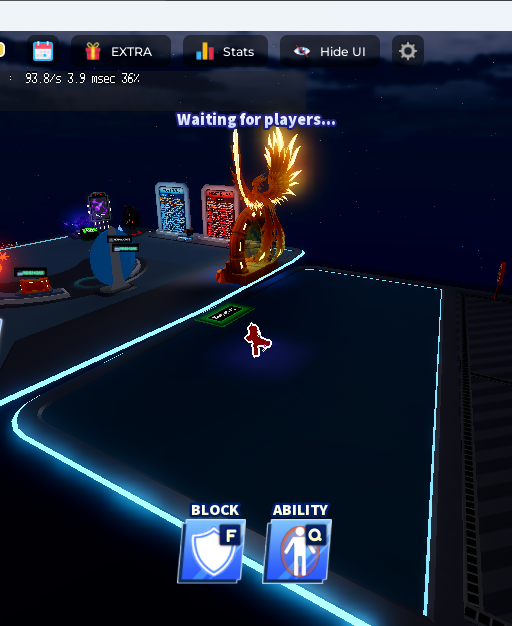 EXTRA
Stats
Hide UI
: 93.8/s 3.9 msec 36%
Waiting for players...
BLOCK
ABILITY
F
Q